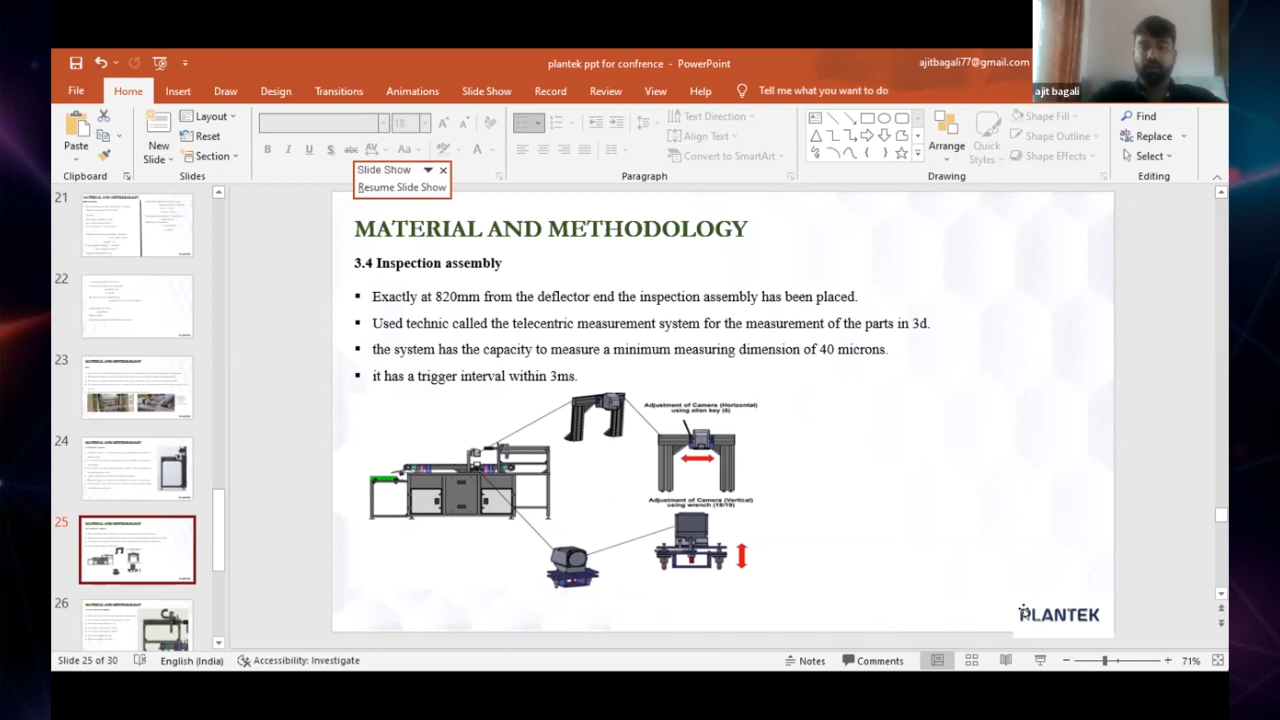 plantek ppt for confrence - PowerPoint
ajitbagali77@gmail.com
ajit bagali
File Home Insert Draw Design Transitions Animations Slide Show Record Review View Help Tell me what you want to do
Paste
Clipboard
New
Slide
Layout
Reset
Section
Slides
18
B I U S abc AV Aa A
Slide Show
Resume Slide Show
Text Direction
Align Text
Convert to SmartArt
Paragraph
Arrange
Quick
Styles
Shape Fill
Shape Outline
Shape Effects
Drawing
Find
Replace
Select
Editing
21
22
23
24
25
26
MATERIAL AND METHODOLOGY
3.4 Inspection assembly
Exactly at 820mm from the deflector end the inspection assembly has been placed.
Used technic called the telecentric measurement system for the measurement of the parts in 3d.
the system has the capacity to measure a minimum measuring dimension of 40 microns.
it has a trigger interval within 3ms.
Adjustment of Camera (Horizontal)
using allen key (6)
Adjustment of Camera (Vertical)
using wrench (18/19)
PLANTEK
Slide 25 of 30 English (India) Accessibility: Investigate Notes Comments 71%